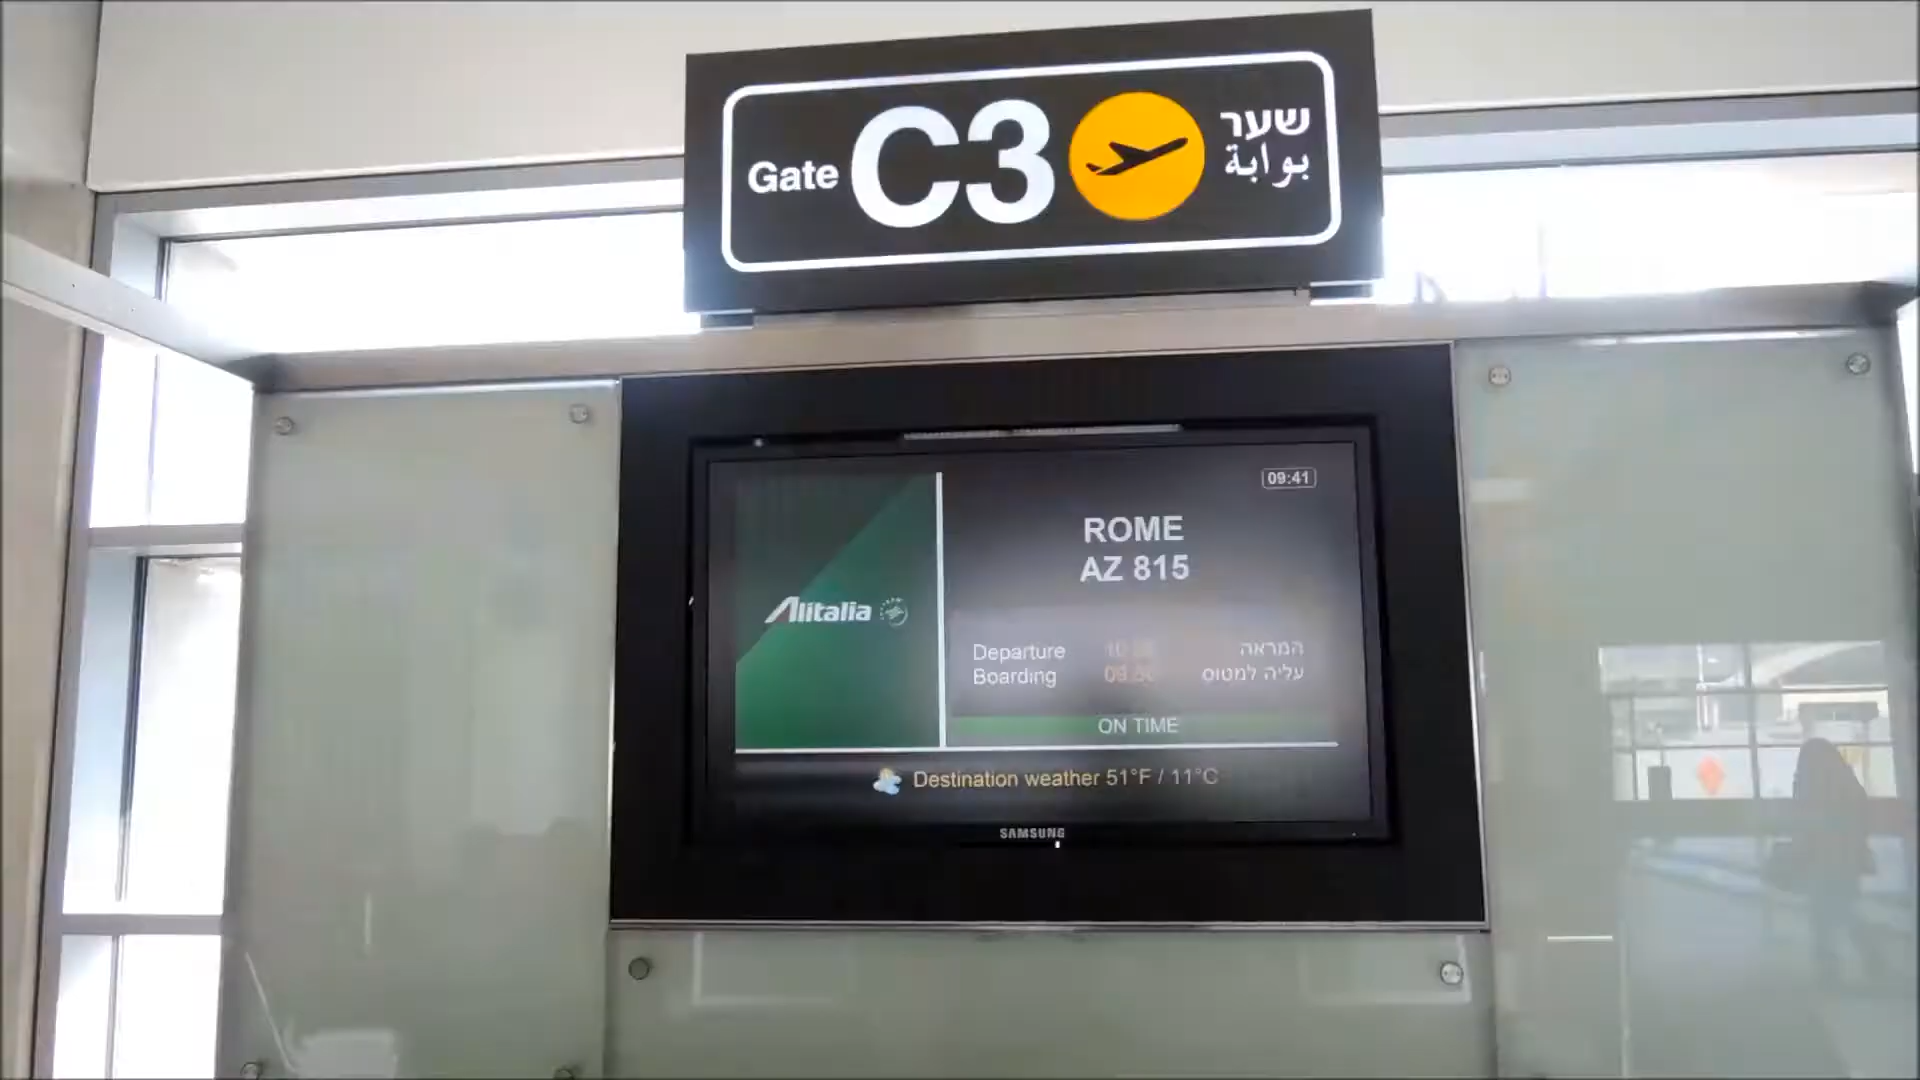 Gate C3 שער
بوابة
09:41
ROME
AZ 815
Alitalia
Departure המראה
Boarding עליה למטוס
ON TIME
Destination weather 51°F / 11°C
SAMSUNG